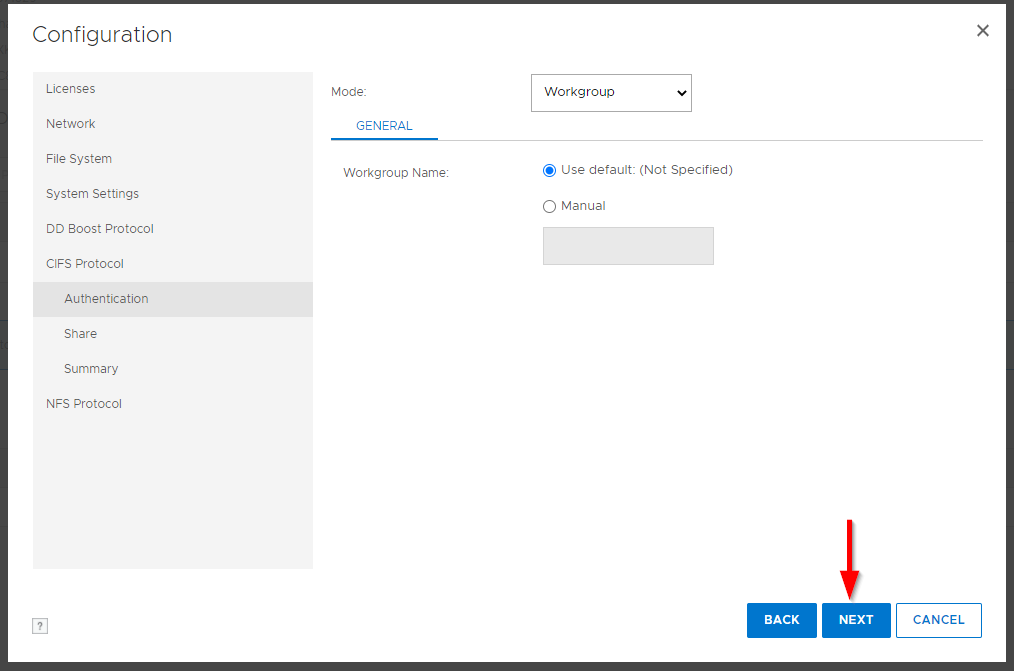 Configuration
Licenses
Network
File System
System Settings
DD Boost Protocol
CIFS Protocol
Authentication
Share
Summary
NFS Protocol
Mode: Workgroup
GENERAL
Workgroup Name: Use default: (Not Specified)
Manual
? BACK NEXT CANCEL